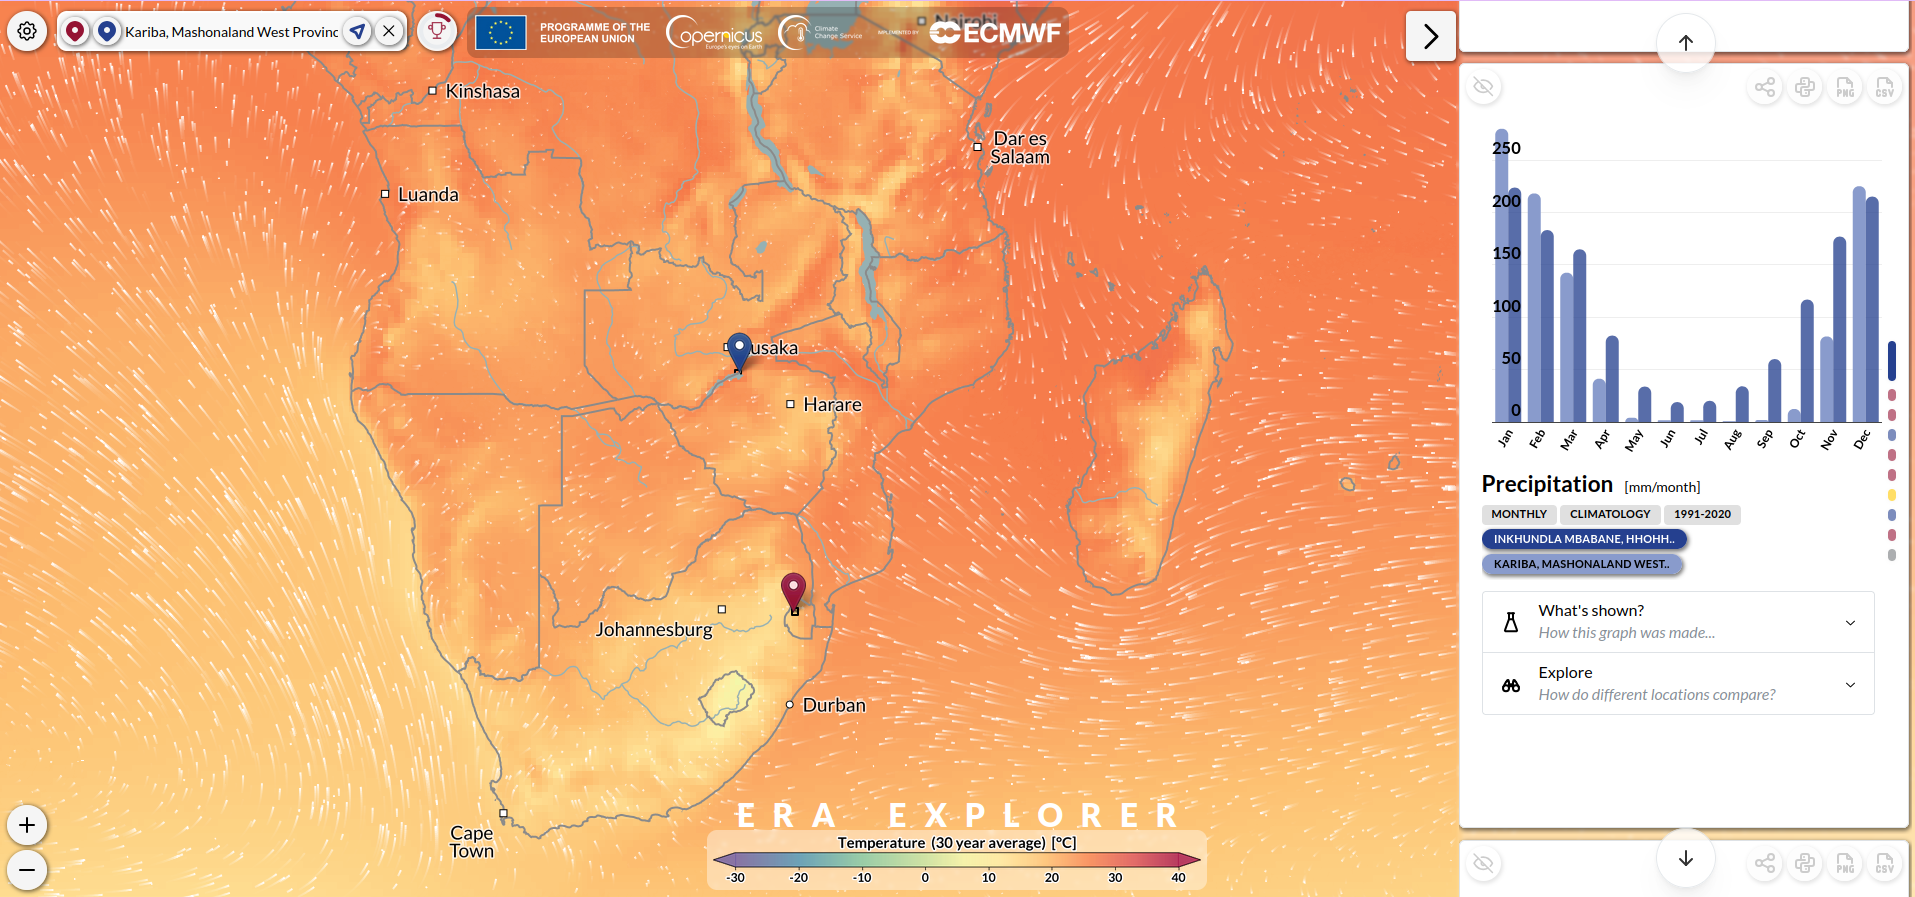 Kariba, Mashonaland West Provinc
PROGRAMME OF THE
EUROPEAN UNION
opernicus
Europe's eyes on Earth
Climate
Change Service
IMPLEMENTED BY
ECMWF
Nairobi
Kinshasa
Dar es
Salaam
Luanda
usaka
Harare
Johannesburg
Durban
Cape
Town
ERA EXPLORER
Temperature (30 year average) [°C]
-30
-20
-10
0
10
20
30
40
PNG
CSV
250
200
150
100
50
0
Jan
Feb
Mar
Apr
May
Jun
Jul
Aug
Sep
Oct
Nov
Dec
Precipitation [mm/month]
MONTHLY
CLIMATOLOGY
1991-2020
INKHUNDLA MBABANE, HHOHH..
KARIBA, MASHONALAND WEST..
What's shown?
How this graph was made...
Explore
How do different locations compare?
PNG
CSV